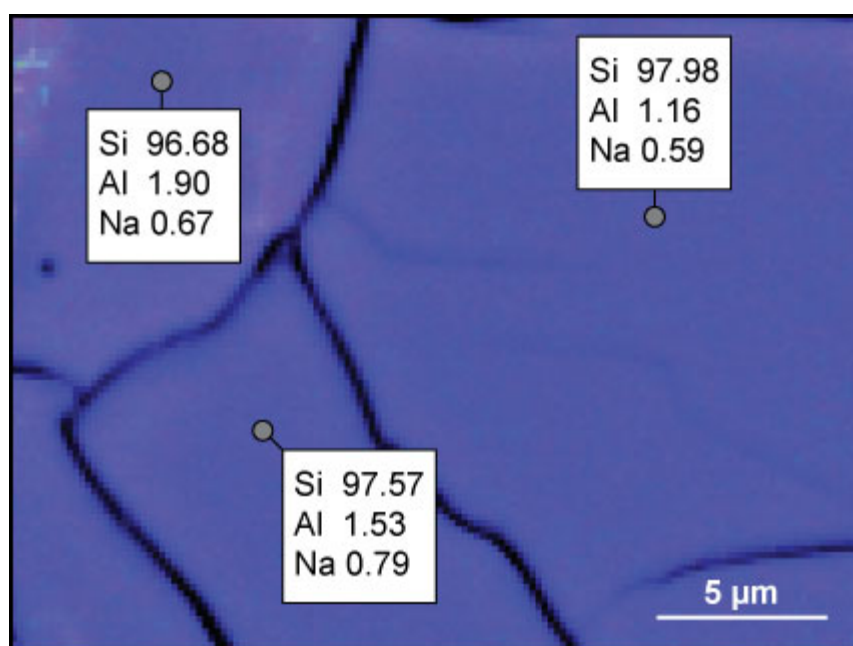 Si 96.68
Al 1.90
Na 0.67
Si 97.98
Al 1.16
Na 0.59
Si 97.57
Al 1.53
Na 0.79
5 µm